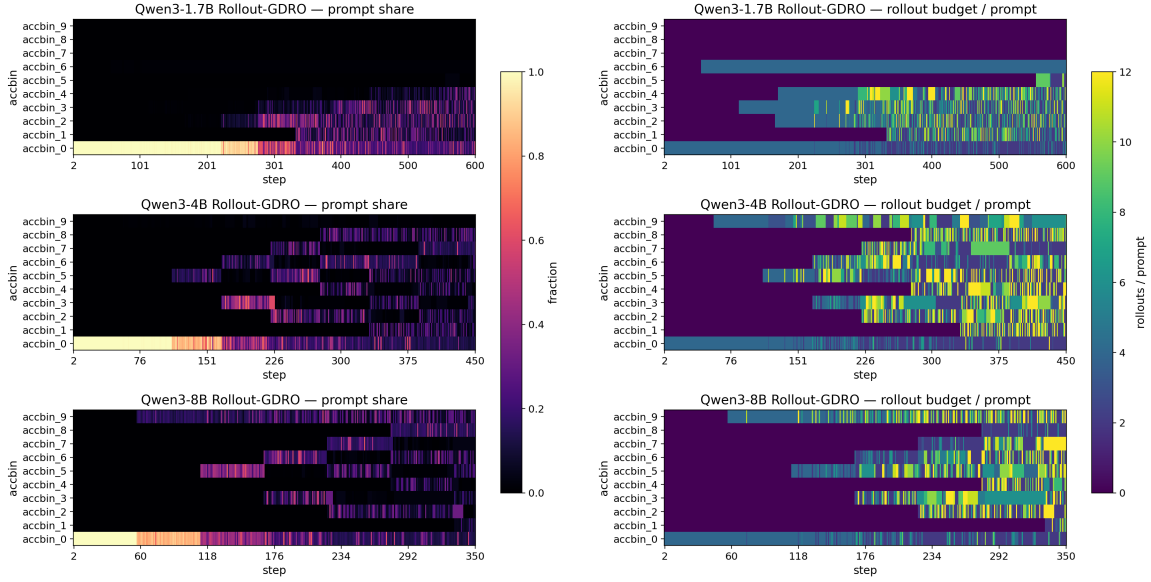 Qwen3-1.7B Rollout-GDRO — prompt share
accbin
accbin_9
accbin_8
accbin_7
accbin_6
accbin_5
accbin_4
accbin_3
accbin_2
accbin_1
accbin_0
2 101 201 301 400 500 600
step
Qwen3-1.7B Rollout-GDRO — rollout budget / prompt
accbin
accbin_9
accbin_8
accbin_7
accbin_6
accbin_5
accbin_4
accbin_3
accbin_2
accbin_1
accbin_0
2 101 201 301 400 500 600
step
Qwen3-4B Rollout-GDRO — prompt share
accbin
accbin_9
accbin_8
accbin_7
accbin_6
accbin_5
accbin_4
accbin_3
accbin_2
accbin_1
accbin_0
2 76 151 226 300 375 450
step
1.0
0.8
0.6
0.4
0.2
0.0
fraction
Qwen3-4B Rollout-GDRO — rollout budget / prompt
accbin
accbin_9
accbin_8
accbin_7
accbin_6
accbin_5
accbin_4
accbin_3
accbin_2
accbin_1
accbin_0
2 76 151 226 300 375 450
step
12
10
8
6
4
2
0
rollouts / prompt
Qwen3-8B Rollout-GDRO — prompt share
accbin
accbin_9
accbin_8
accbin_7
accbin_6
accbin_5
accbin_4
accbin_3
accbin_2
accbin_1
accbin_0
2 60 118 176 234 292 350
step
Qwen3-8B Rollout-GDRO — rollout budget / prompt
accbin
accbin_9
accbin_8
accbin_7
accbin_6
accbin_5
accbin_4
accbin_3
accbin_2
accbin_1
accbin_0
2 60 118 176 234 292 350
step